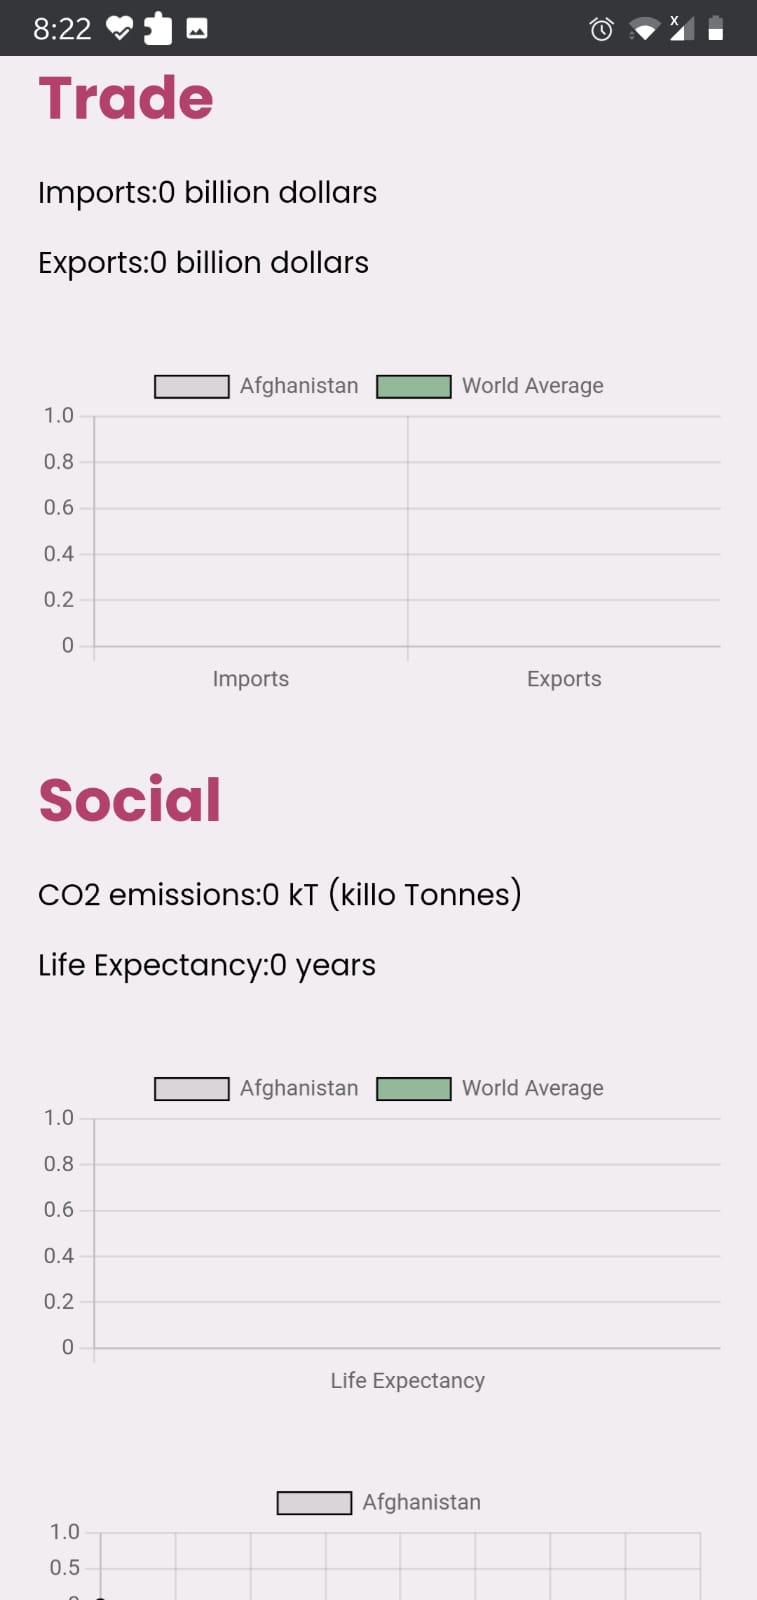 8:22
x
Trade
Imports:0 billion dollars
Exports:0 billion dollars
Afghanistan World Average
1.0
0.8
0.6
0.4
0.2
0
Imports Exports
Social
CO2 emissions:0 kT (killo Tonnes)
Life Expectancy:0 years
Afghanistan World Average
1.0
0.8
0.6
0.4
0.2
0
Life Expectancy
Afghanistan
1.0
0.5